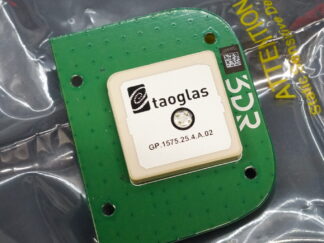 taoglas
GP.1575.25.4.A.02
3DR
ATTENTION